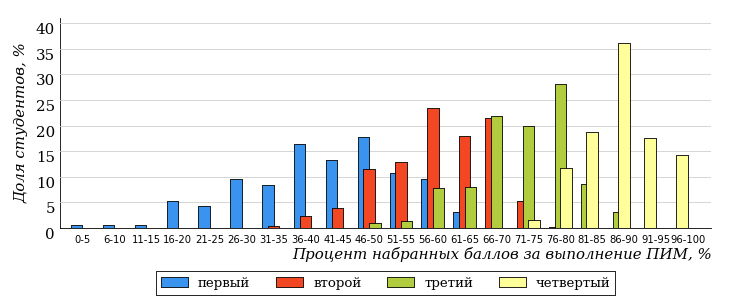 Доля студентов, %
40
35
30
25
20
15
10
5
0
0-5 6-10 11-15 16-20 21-25 26-30 31-35 36-40 41-45 46-50 51-55 56-60 61-65 66-70 71-75 76-80 81-85 86-90 91-95 96-100
Процент набранных баллов за выполнение ПИМ, %
первый второй третий четвертый